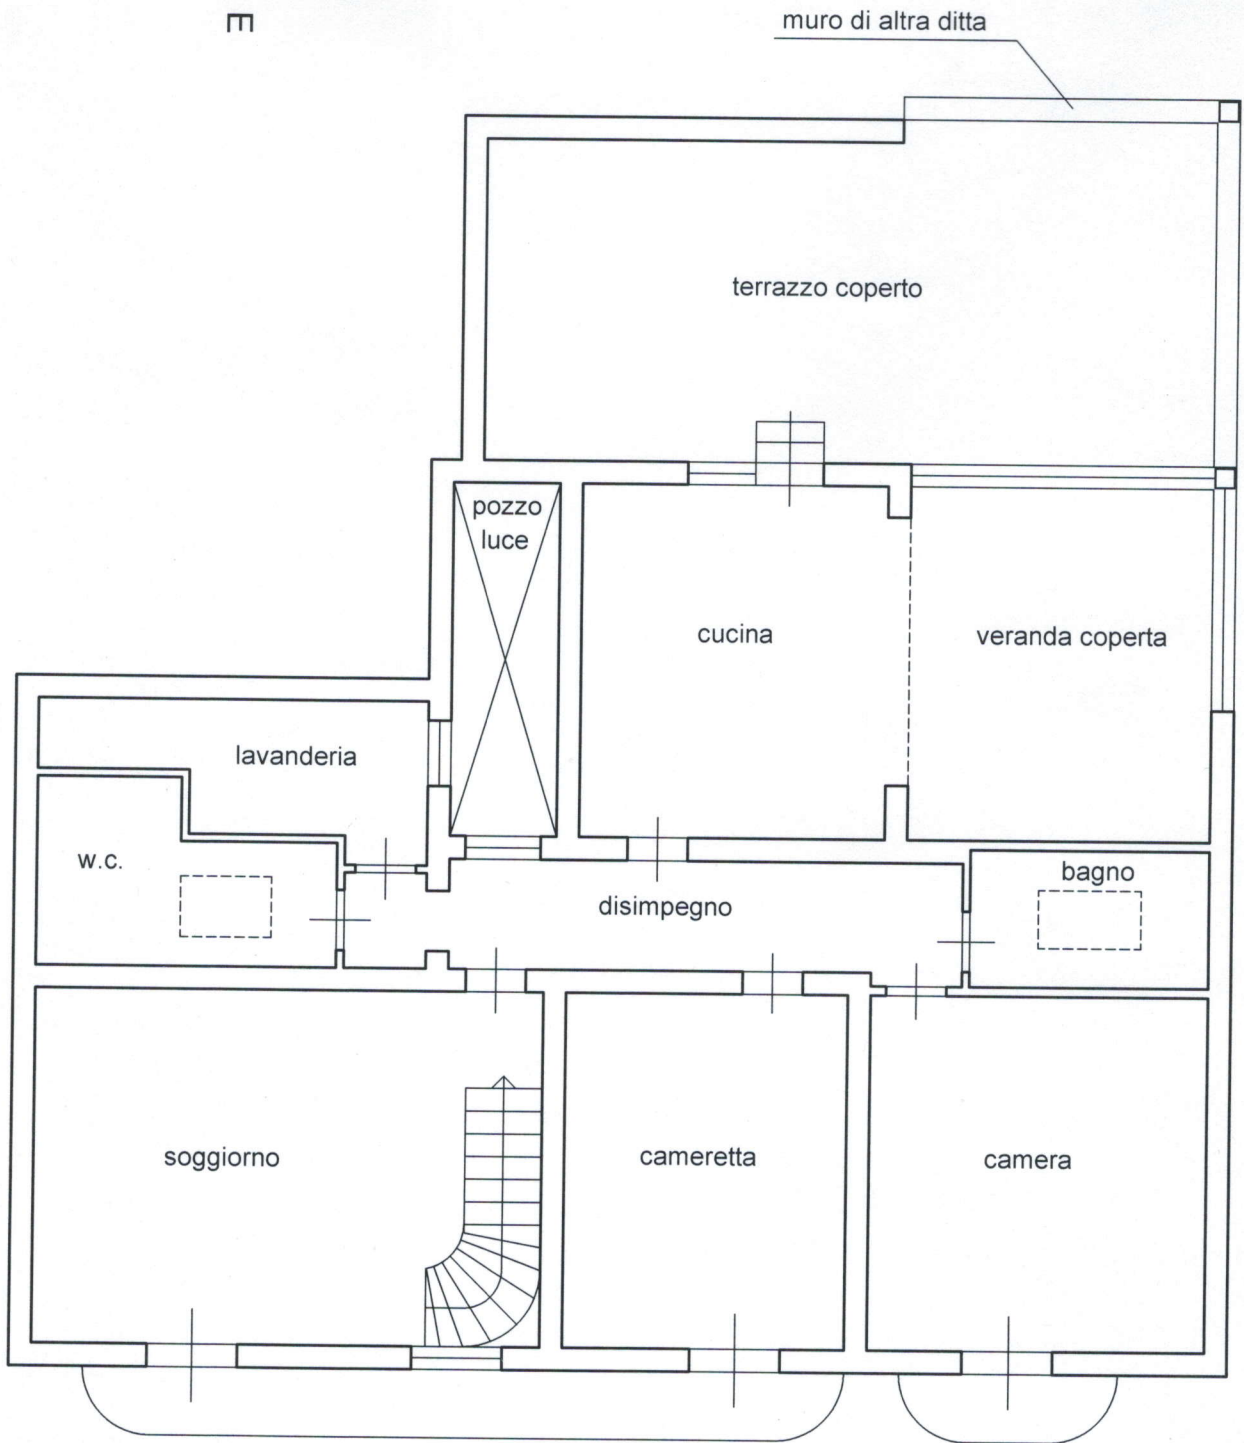 E
muro di altra ditta
terrazzo coperto
pozzo
luce
cucina
veranda coperta
lavanderia
w.c.
bagno
disimpegno
soggiorno
cameretta
camera